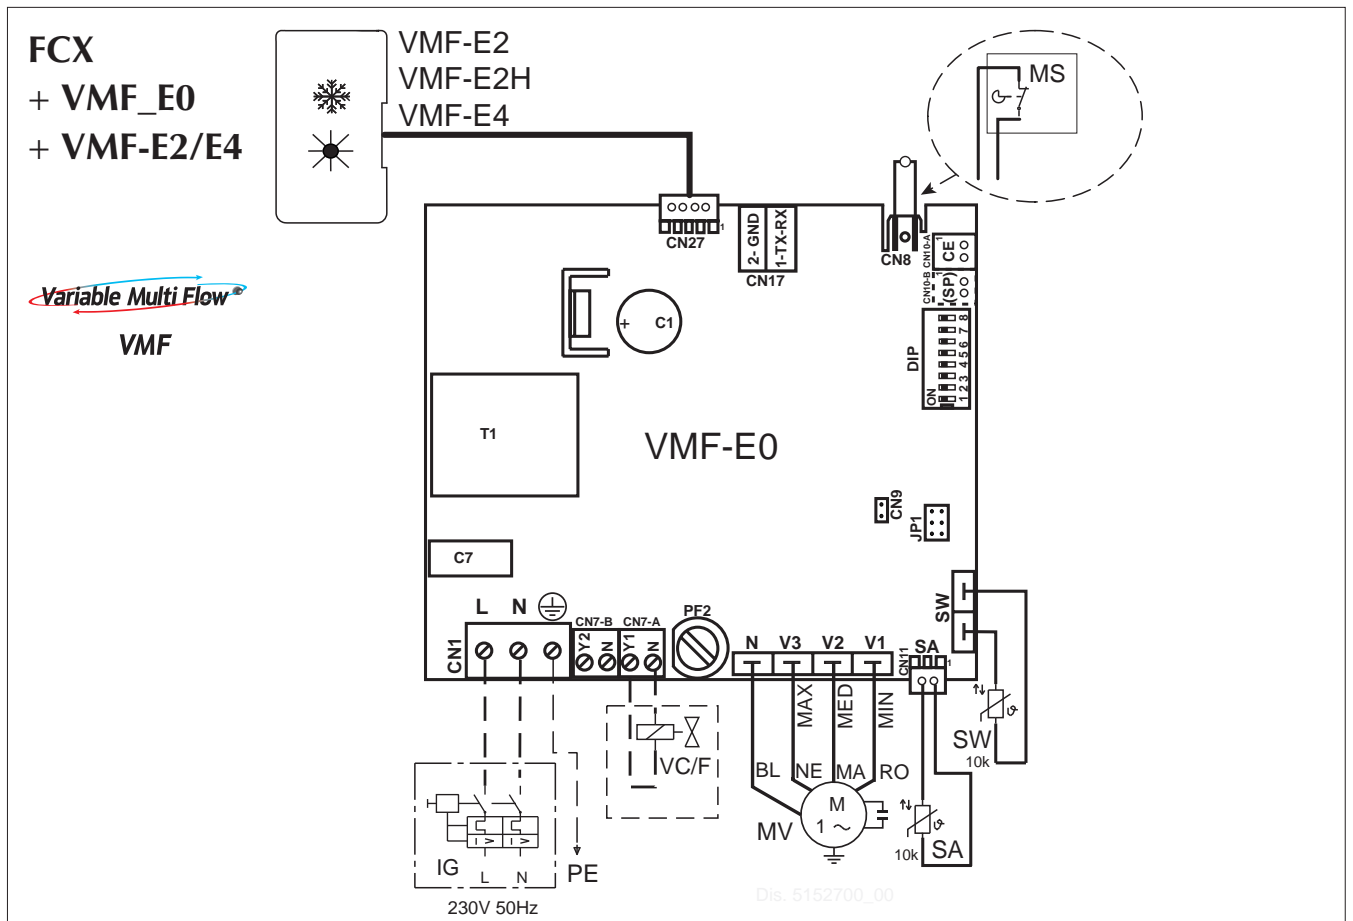 FCX
+ VMF_E0
+ VMF-E2/E4
VMF-E2
VMF-E2H
VMF-E4
MS
Variable Multi Flow
VMF
CN27
1
2- GND
1-TX-RX
CN17
CN8
CN10-A
1
CE
CN10-B
1
(SP)
DIP
ON
1 2 3 4 5 6 7 8
+
C1
T1
VMF-E0
CN9
JP1
C7
L N
CN1
CN7-B
Y2
N
CN7-A
Y1
N
PF2
N V3 V2 V1
MAX
MED
MIN
CN11
SA
1
SW
BL NE MA RO
MV
M
1 ~
VC/F
SW
10k
SA
10k
IG
I > I >
L N
PE
230V 50Hz
Dis. 5152700_00